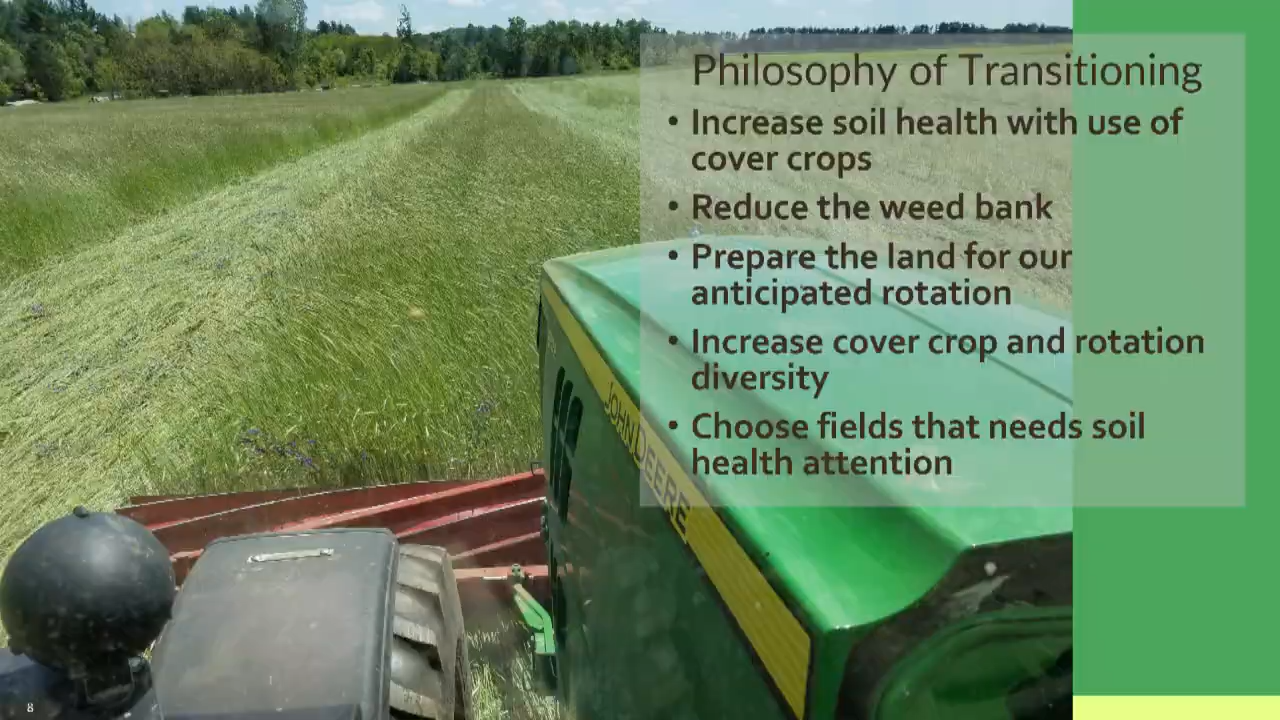 Philosophy of Transitioning
• Increase soil health with use of
cover crops
• Reduce the weed bank
• Prepare the land for our
anticipated rotation
• Increase cover crop and rotation
diversity
• Choose fields that needs soil
health attention
JOHN DEERE
8